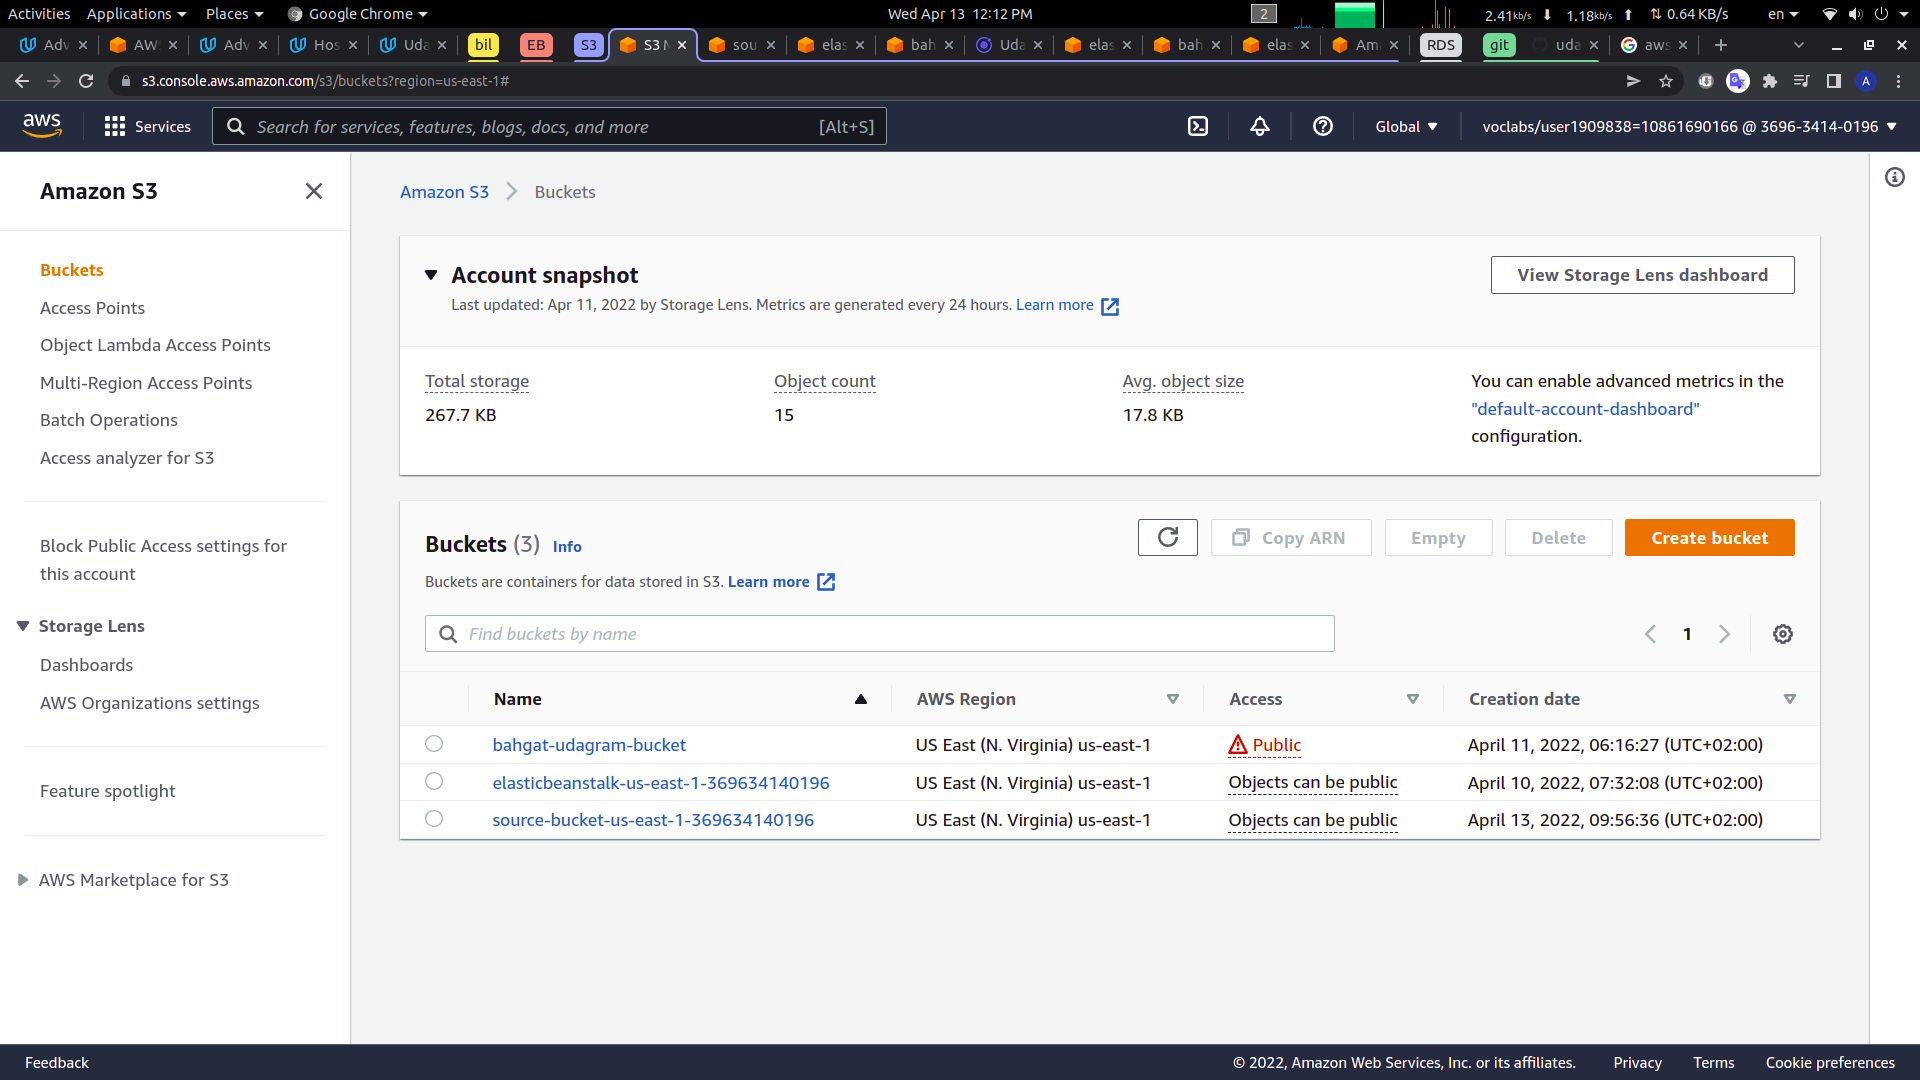 Activities Applications Places Google Chrome Wed Apr 13 12:12 PM 2 2.41kb/s 1.18kb/s 0.64 KB/s en
Adv AW Adv Hos Uda bil EB S3 S3 M sou elas bah Uda elas bah elas Am RDS git uda aws
s3.console.aws.amazon.com/s3/buckets?region=us-east-1# A
aws Services Search for services, features, blogs, docs, and more [Alt+S] Global voclabs/user1909838=10861690166 @ 3696-3414-0196
Amazon S3
Buckets
Access Points
Object Lambda Access Points
Multi-Region Access Points
Batch Operations
Access analyzer for S3
Block Public Access settings for
this account
Storage Lens
Dashboards
AWS Organizations settings
Feature spotlight
AWS Marketplace for S3
Amazon S3 Buckets
Account snapshot
View Storage Lens dashboard
Last updated: Apr 11, 2022 by Storage Lens. Metrics are generated every 24 hours. Learn more
Total storage
267.7 KB
Object count
15
Avg. object size
17.8 KB
You can enable advanced metrics in the
"default-account-dashboard"
configuration.
Buckets (3) Info
Copy ARN Empty Delete Create bucket
Buckets are containers for data stored in S3. Learn more
Find buckets by name
1
Name AWS Region Access Creation date
bahgat-udagram-bucket US East (N. Virginia) us-east-1 Public April 11, 2022, 06:16:27 (UTC+02:00)
elasticbeanstalk-us-east-1-369634140196 US East (N. Virginia) us-east-1 Objects can be public April 10, 2022, 07:32:08 (UTC+02:00)
source-bucket-us-east-1-369634140196 US East (N. Virginia) us-east-1 Objects can be public April 13, 2022, 09:56:36 (UTC+02:00)
Feedback © 2022, Amazon Web Services, Inc. or its affiliates. Privacy Terms Cookie preferences